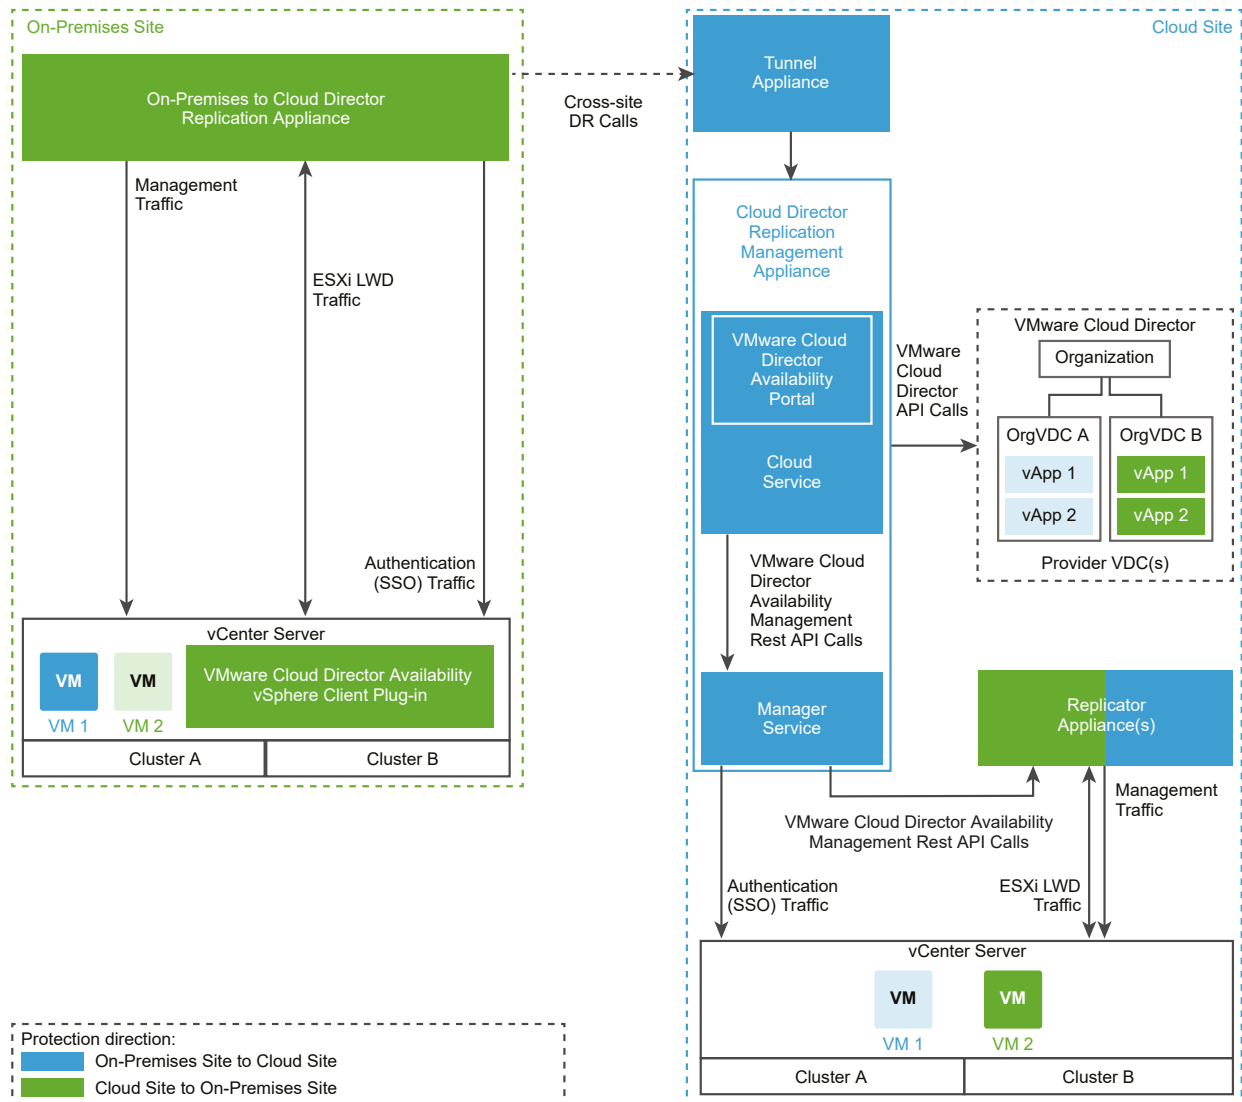 On-Premises Site
On-Premises to Cloud Director
Replication Appliance
Management
Traffic
ESXi LWD
Traffic
Authentication
(SSO) Traffic
vCenter Server
VM
VM 1
VM
VM 2
VMware Cloud Director Availability
vSphere Client Plug-in
Cluster A
Cluster B
Cross-site
DR Calls
Cloud Site
Tunnel
Appliance
Cloud Director
Replication
Management
Appliance
VMware Cloud
Director
Availability
Portal
Cloud
Service
VMware
Cloud
Director
API Calls
VMware Cloud Director
Organization
OrgVDC A
vApp 1
vApp 2
OrgVDC B
vApp 1
vApp 2
Provider VDC(s)
VMware Cloud
Director
Availability
Management
Rest API Calls
Manager
Service
Replicator
Appliance(s)
VMware Cloud Director Availability
Management Rest API Calls
Management
Traffic
Authentication
(SSO) Traffic
ESXi LWD
Traffic
vCenter Server
VM
VM 1
VM
VM 2
Cluster A
Cluster B
Protection direction:
On-Premises Site to Cloud Site
Cloud Site to On-Premises Site